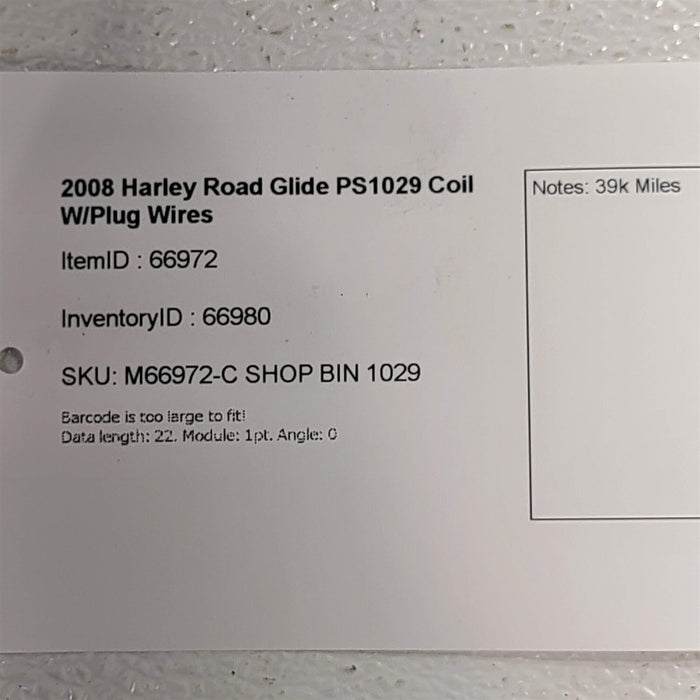 2008 Harley Road Glide PS1029 Coil
W/Plug Wires
ItemID : 66972
InventoryID : 66980
SKU: M66972-C SHOP BIN 1029
Barcode is too large to fit!
Data length: 22. Module: 1pt. Angle: 0
Notes: 39k Miles